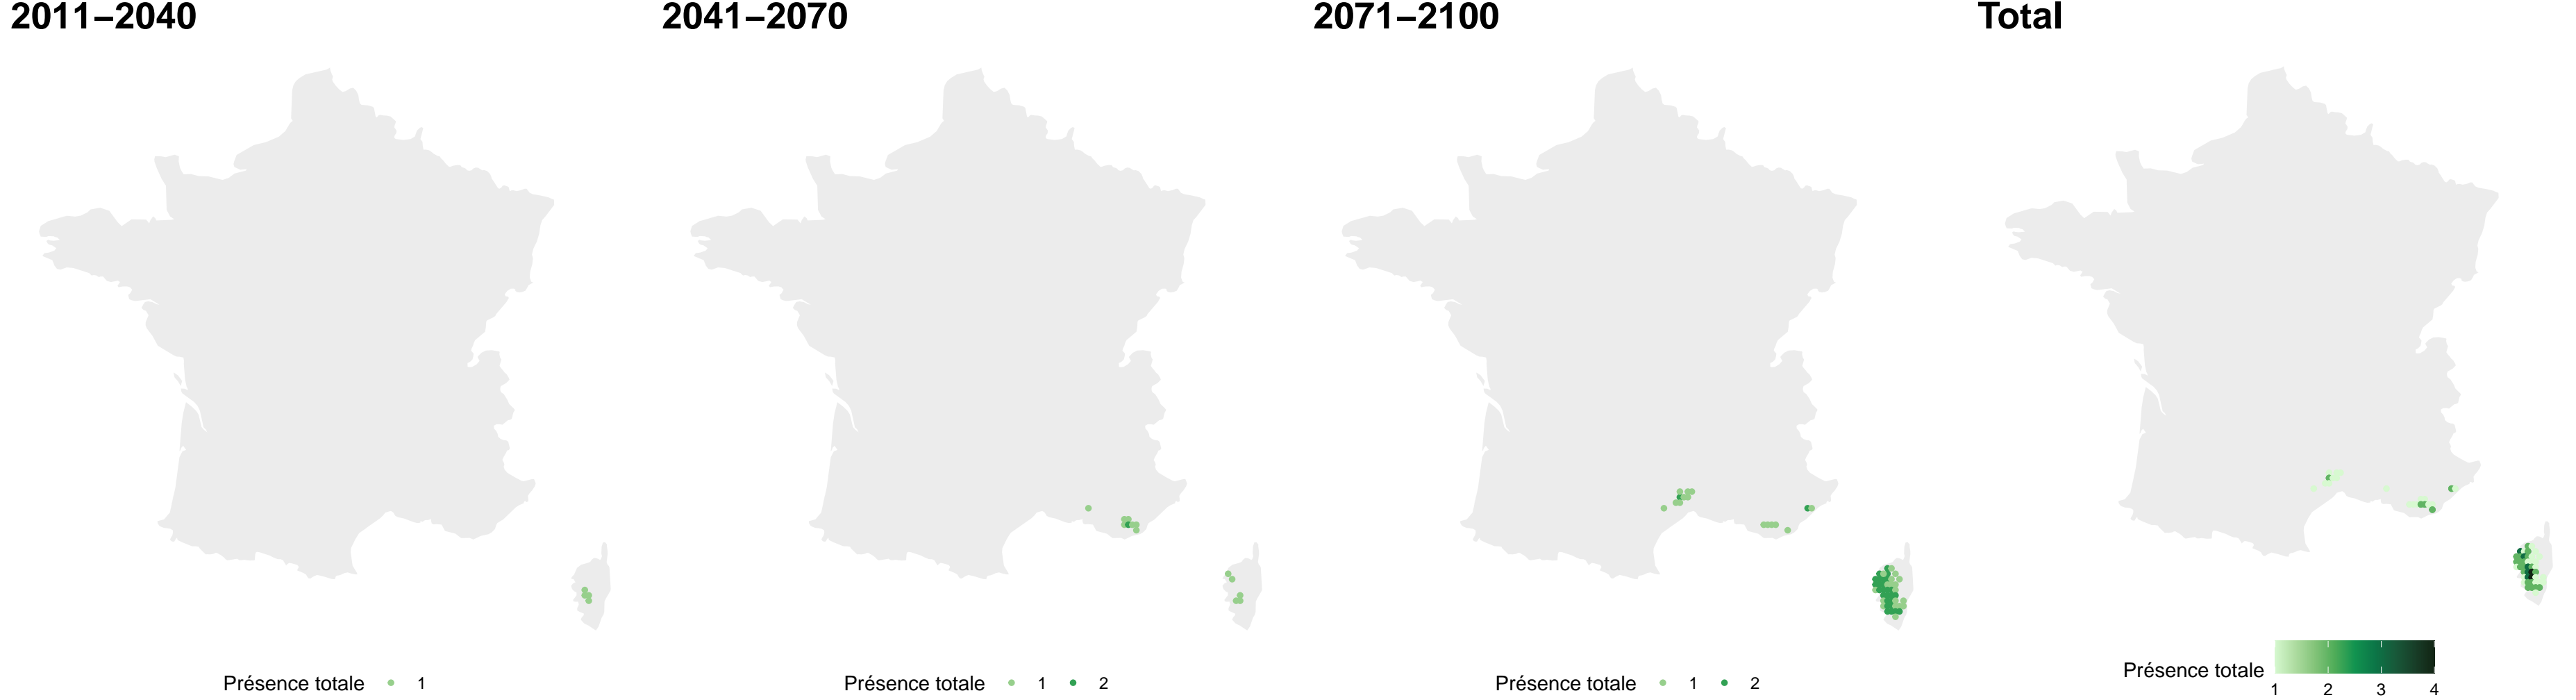 2011–2040
2041–2070
2071–2100
Total
Présence totale 1
Présence totale 1 2
Présence totale 1 2
Présence totale
1 2 3 4